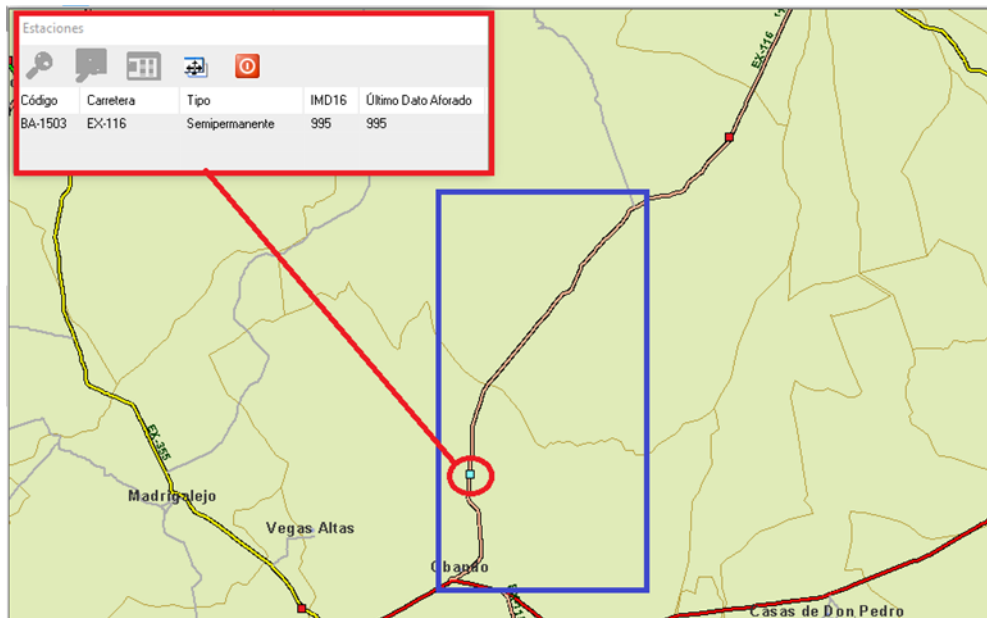 Estaciones
Código Carretera Tipo IMD16 Último Dato Aforado
BA-1503 EX-116 Semipermanente 995 995
EX-116
EX-355
Madrigalejo
Vegas Altas
Obando
Casas de Don Pedro